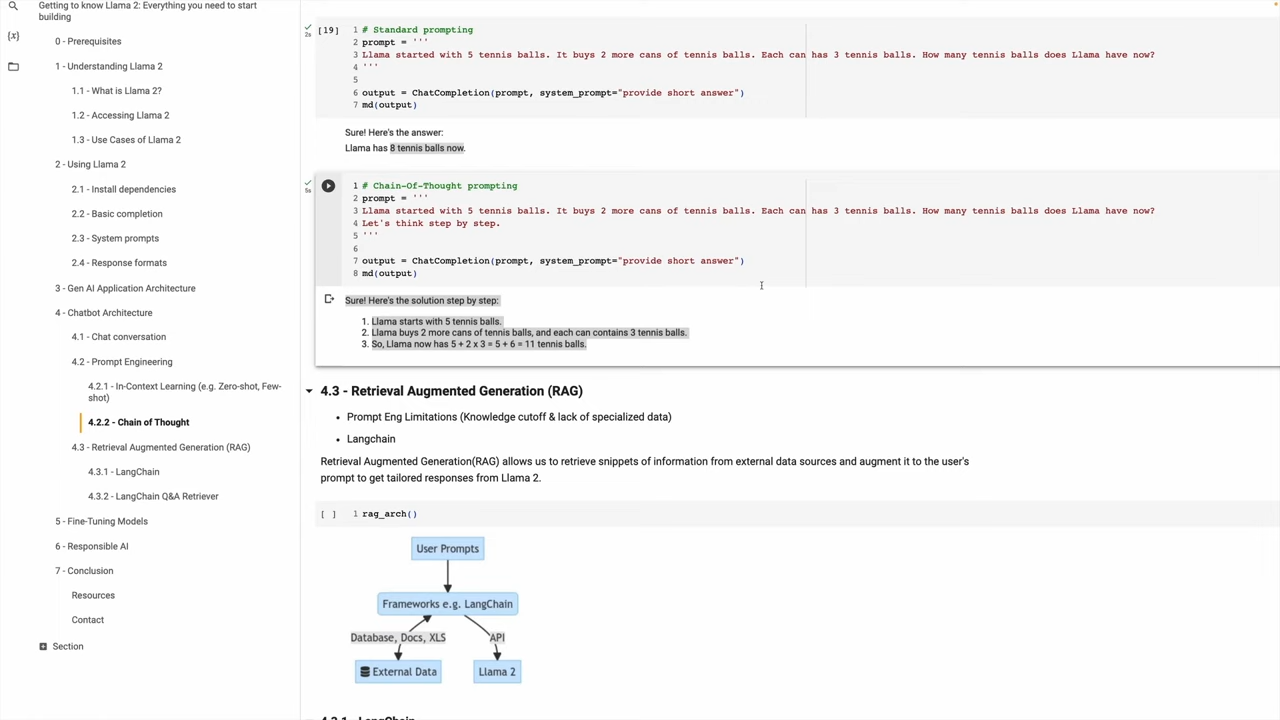 Getting to know Llama 2: Everything you need to start
building
0 - Prerequisites
1 - Understanding Llama 2
1.1 - What is Llama 2?
1.2 - Accessing Llama 2
1.3 - Use Cases of Llama 2
2 - Using Llama 2
2.1 - Install dependencies
2.2 - Basic completion
2.3 - System prompts
2.4 - Response formats
3 - Gen AI Application Architecture
4 - Chatbot Architecture
4.1 - Chat conversation
4.2 - Prompt Engineering
4.2.1 - In-Context Learning (e.g. Zero-shot, Few-
shot)
4.2.2 - Chain of Thought
4.3 - Retrieval Augmented Generation (RAG)
4.3.1 - LangChain
4.3.2 - LangChain Q&A Retriever
5 - Fine-Tuning Models
6 - Responsible AI
7 - Conclusion
Resources
Contact
Section
{x}
2s
[19]
1 # Standard prompting
2 prompt = '''
3 Llama started with 5 tennis balls. It buys 2 more cans of tennis balls. Each can has 3 tennis balls. How many tennis balls does Llama have now?
4 '''
5
6 output = ChatCompletion(prompt, system_prompt="provide short answer")
7 md(output)
Sure! Here's the answer:
Llama has 8 tennis balls now.
5s
1 # Chain-Of-Thought prompting
2 prompt = '''
3 Llama started with 5 tennis balls. It buys 2 more cans of tennis balls. Each can has 3 tennis balls. How many tennis balls does Llama have now?
4 Let's think step by step.
5 '''
6
7 output = ChatCompletion(prompt, system_prompt="provide short answer")
8 md(output)
Sure! Here's the solution step by step:
1. Llama starts with 5 tennis balls.
2. Llama buys 2 more cans of tennis balls, and each can contains 3 tennis balls.
3. So, Llama now has 5 + 2 x 3 = 5 + 6 = 11 tennis balls.
4.3 - Retrieval Augmented Generation (RAG)
• Prompt Eng Limitations (Knowledge cutoff & lack of specialized data)
• Langchain
Retrieval Augmented Generation(RAG) allows us to retrieve snippets of information from external data sources and augment it to the user's
prompt to get tailored responses from Llama 2.
[ ] 1 rag_arch()
User Prompts
Frameworks e.g. LangChain
Database, Docs, XLS
API
External Data
Llama 2
4.3.1 - LangChain